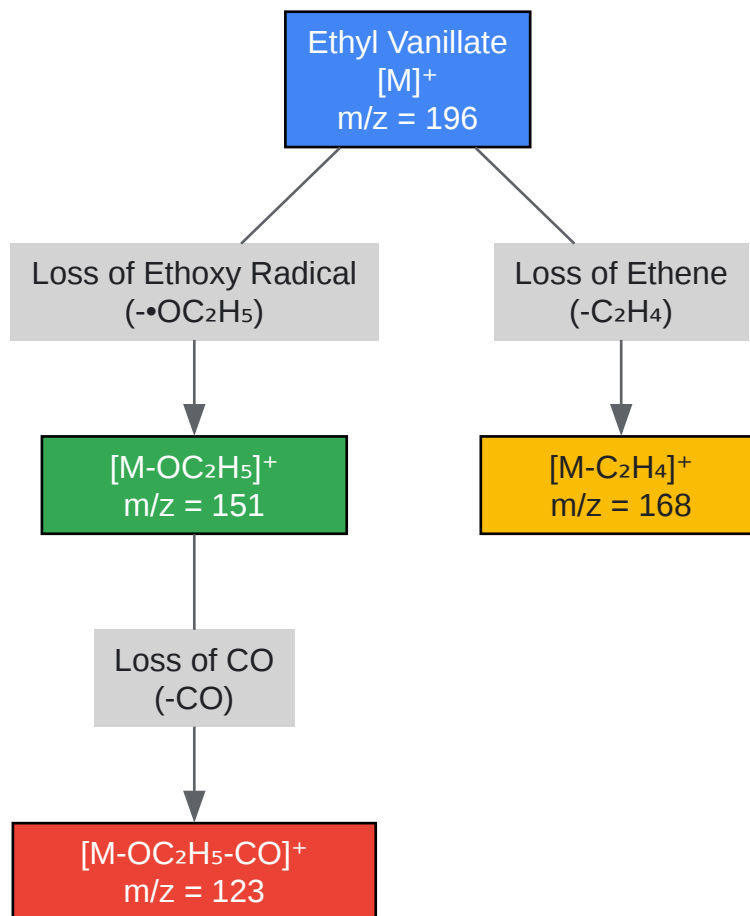 Ethyl Vanillate
[M]⁺
m/z = 196
Loss of Ethoxy Radical
(-•OC₂H₅)
Loss of Ethene
(-C₂H₄)
[M-OC₂H₅]⁺
m/z = 151
[M-C₂H₄]⁺
m/z = 168
Loss of CO
(-CO)
[M-OC₂H₅-CO]⁺
m/z = 123